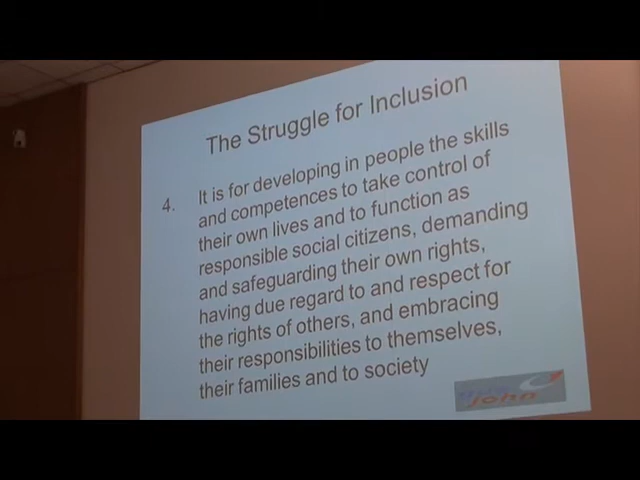 The Struggle for Inclusion
4. It is for developing in people the skills
and competences to take control of
their own lives and to function as
responsible social citizens, demanding
and safeguarding their own rights,
having due regard to and respect for
the rights of others, and embracing
their responsibilities to themselves,
their families and to society
John